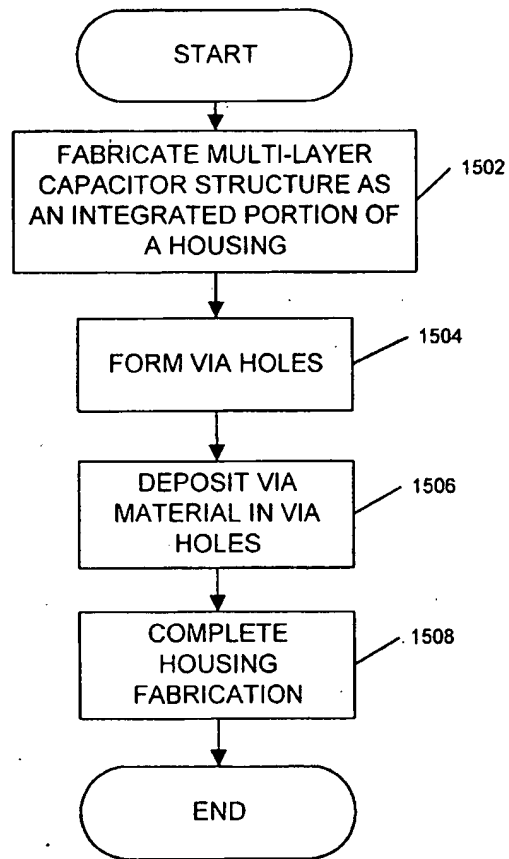 START
FABRICATE MULTI-LAYER
CAPACITOR STRUCTURE AS
AN INTEGRATED PORTION OF
A HOUSING
1502
FORM VIA HOLES
1504
DEPOSIT VIA
MATERIAL IN VIA
HOLES
1506
COMPLETE
HOUSING
FABRICATION
1508
END